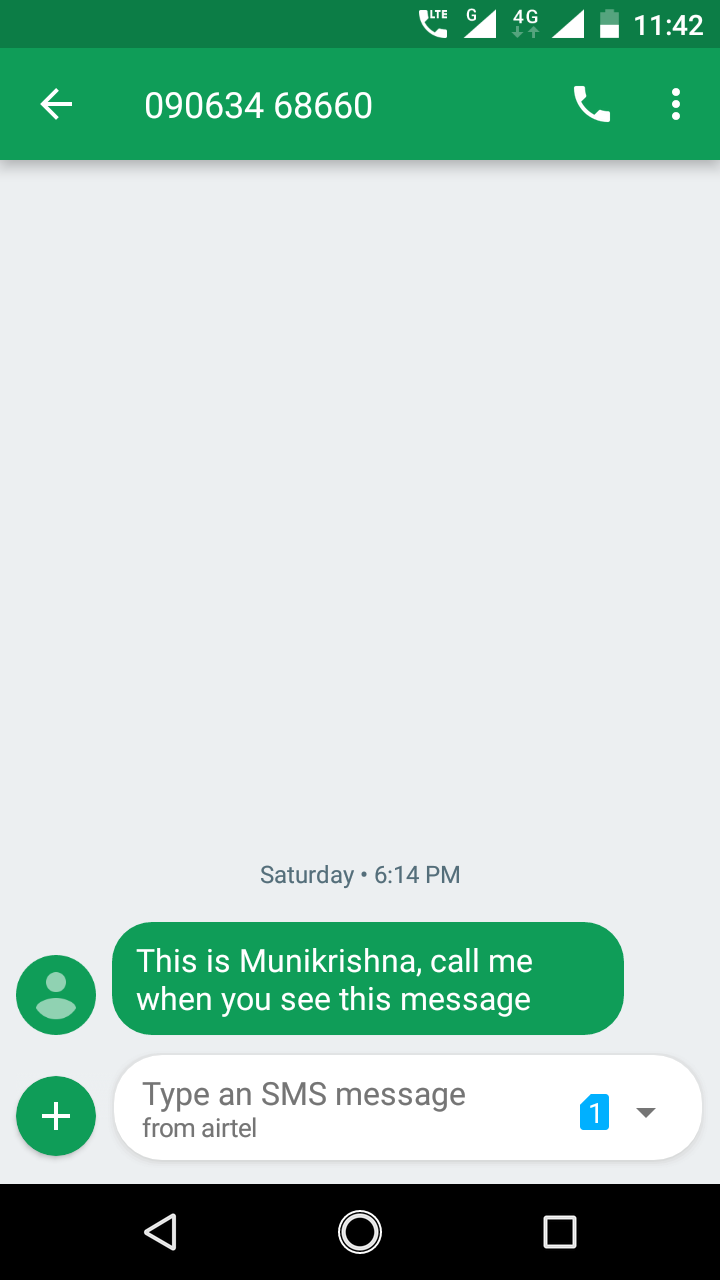 LTE G 4G 11:42
090634 68660
Saturday • 6:14 PM
This is Munikrishna, call me
when you see this message
Type an SMS message
1
from airtel